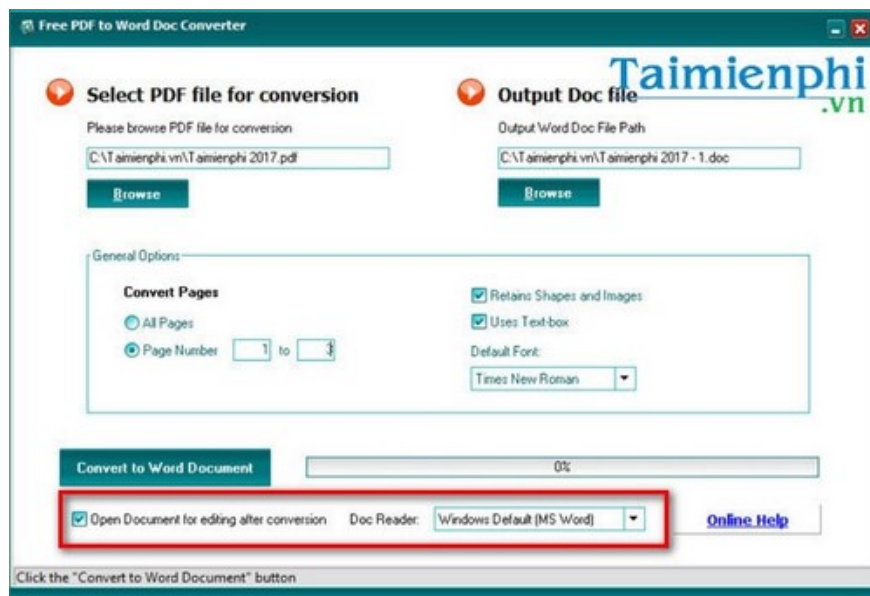 Free PDF to Word Doc Converter
Taimienphi
.vn
Select PDF file for conversion
Output Doc file
Please browse PDF file for conversion
Output Word Doc File Path
C:\Taimienphi.vn\Taimienphi 2017.pdf
C:\Taimienphi.vn\Taimienphi 2017 - 1.doc
Browse
Browse
General Options
Convert Pages
Retains Shapes and Images
All Pages
Uses Text-box
Page Number 1 to 3
Default Font:
Times New Roman
Convert to Word Document
0%
Open Document for editing after conversion Doc Reader: Windows Default (MS Word)
Online Help
Click the "Convert to Word Document" button